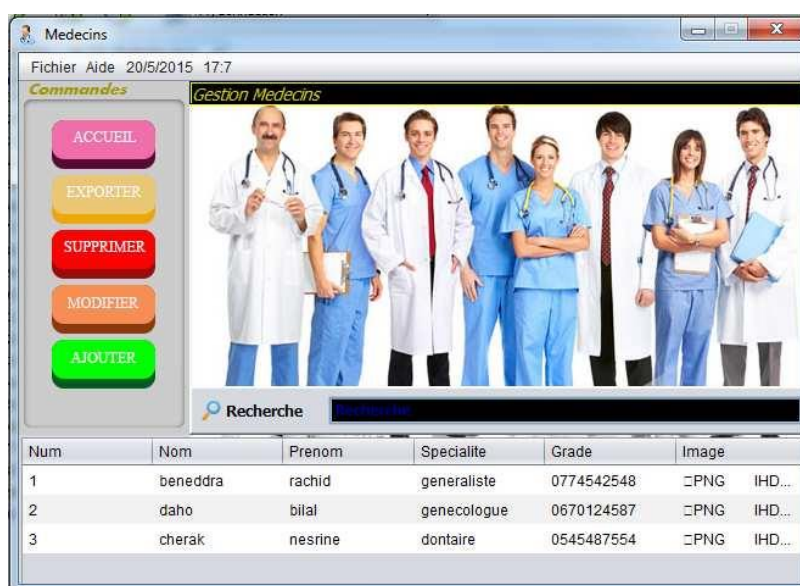 Medecins
Fichier Aide 20/5/2015 17:7
Commandes
Gestion Medecins
ACCUEIL
EXPORTER
SUPPRIMER
MODIFIER
AJOUTER
Recherche Recherche
Num Nom Prenom Specialite Grade Image
1 beneddra rachid generaliste 0774542548 □PNG IHD...
2 daho bilal genecologue 0670124587 □PNG IHD...
3 cherak nesrine dontaire 0545487554 □PNG IHD...